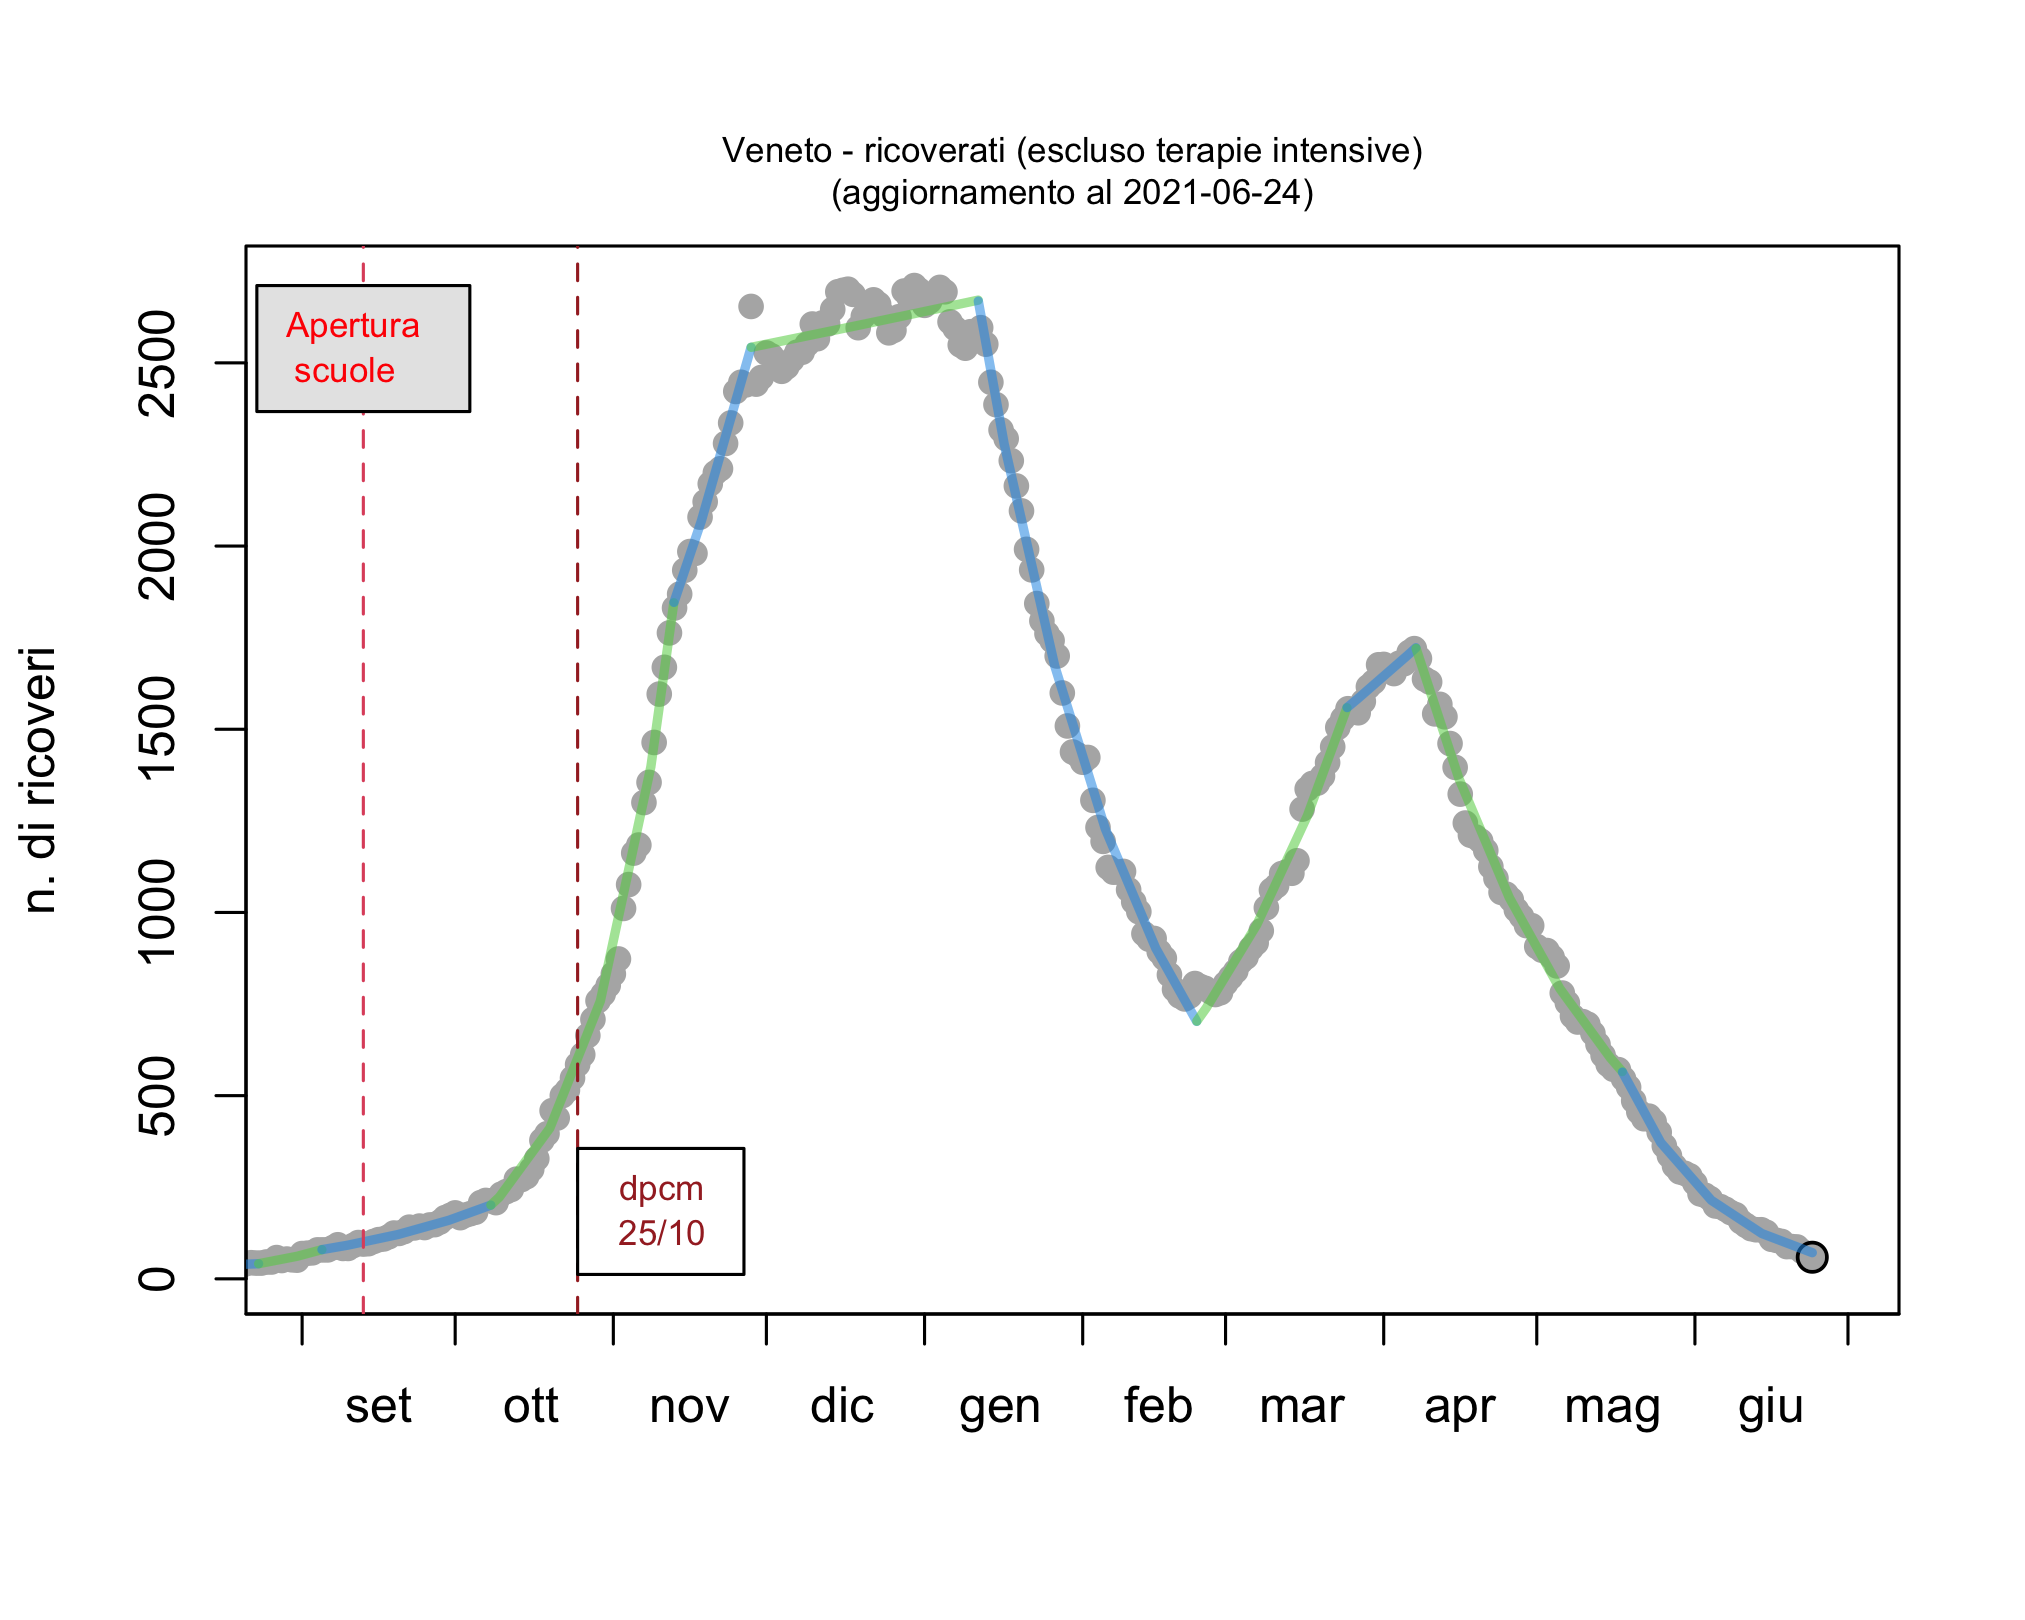 Veneto - ricoverati (escluso terapie intensive)
(aggiornamento al 2021-06-24)
Apertura
scuole
dpcm
25/10
n. di ricoveri
2500
2000
1500
1000
500
0
set ott nov dic gen feb mar apr mag giu